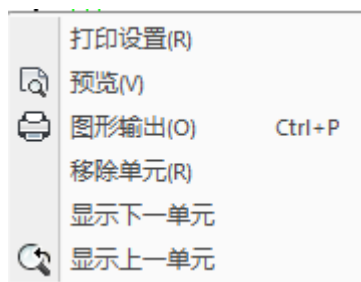 打印设置(R)
预览(V)
图形输出(O) Ctrl+P
移除单元(R)
显示下一单元
显示上一单元